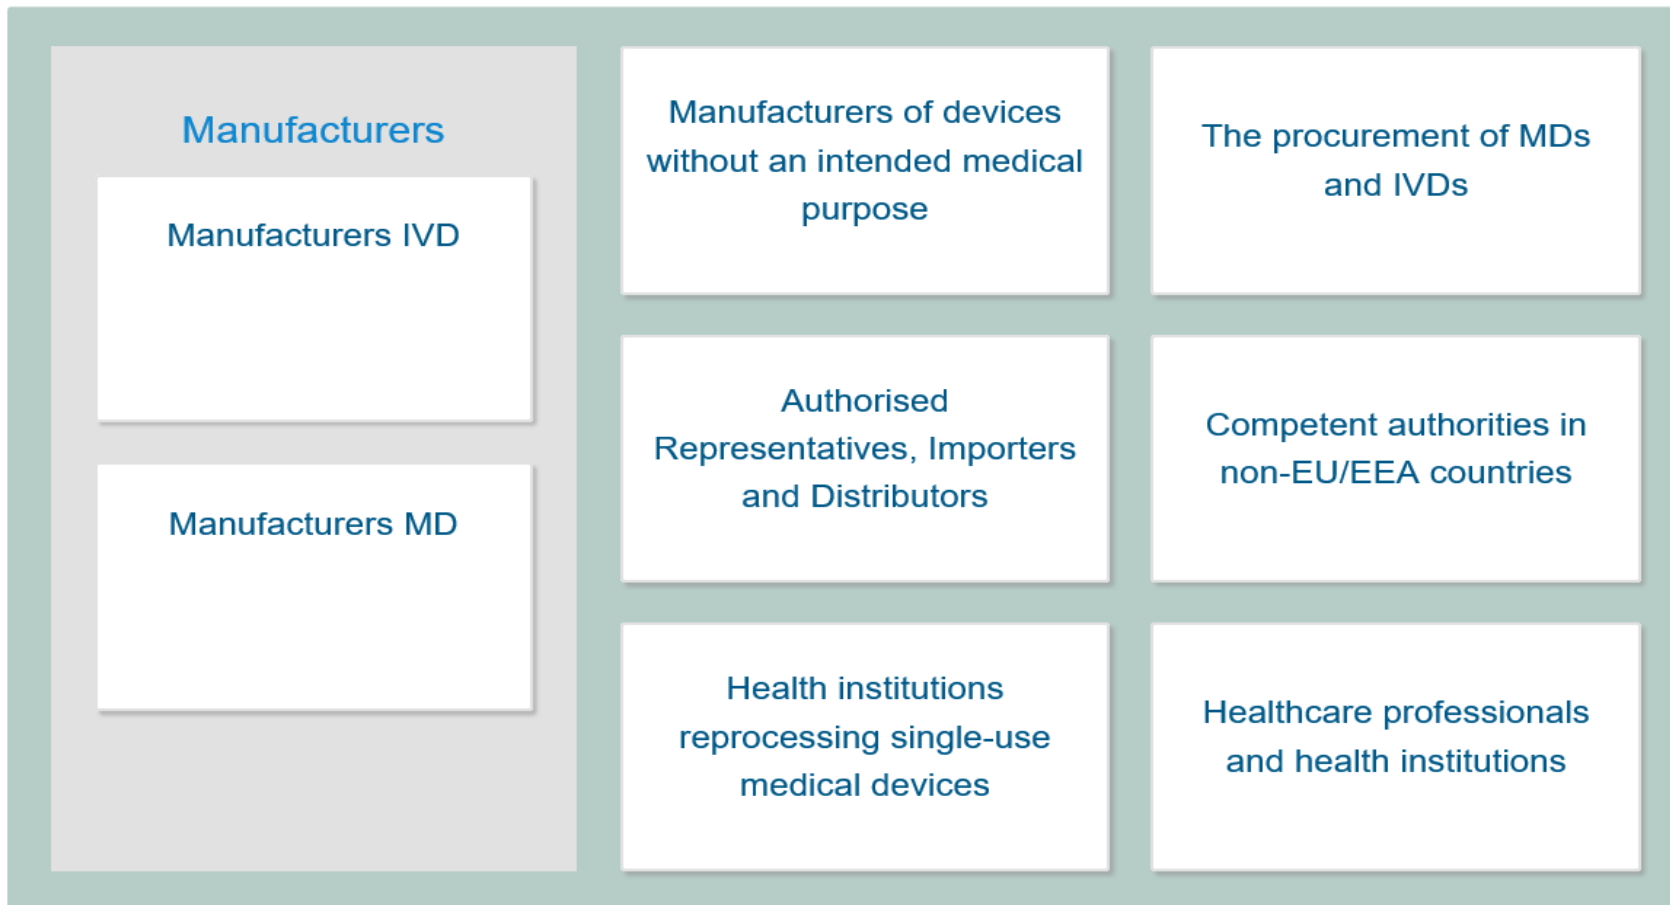 Manufacturers
Manufacturers IVD
Manufacturers MD
Manufacturers of devices
without an intended medical
purpose
The procurement of MDs
and IVDs
Authorised
Representatives, Importers
and Distributors
Competent authorities in
non-EU/EEA countries
Health institutions
reprocessing single-use
medical devices
Healthcare professionals
and health institutions